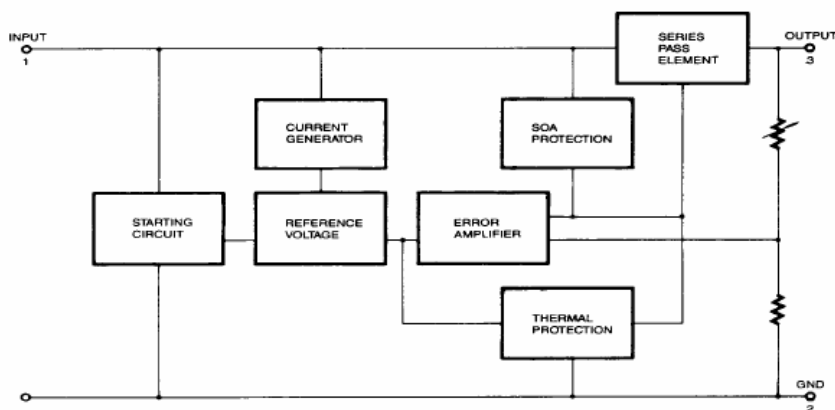 INPUT
1
SERIES
PASS
ELEMENT
OUTPUT
3
CURRENT
GENERATOR
SOA
PROTECTION
STARTING
CIRCUIT
REFERENCE
VOLTAGE
ERROR
AMPLIFIER
THERMAL
PROTECTION
GND
2